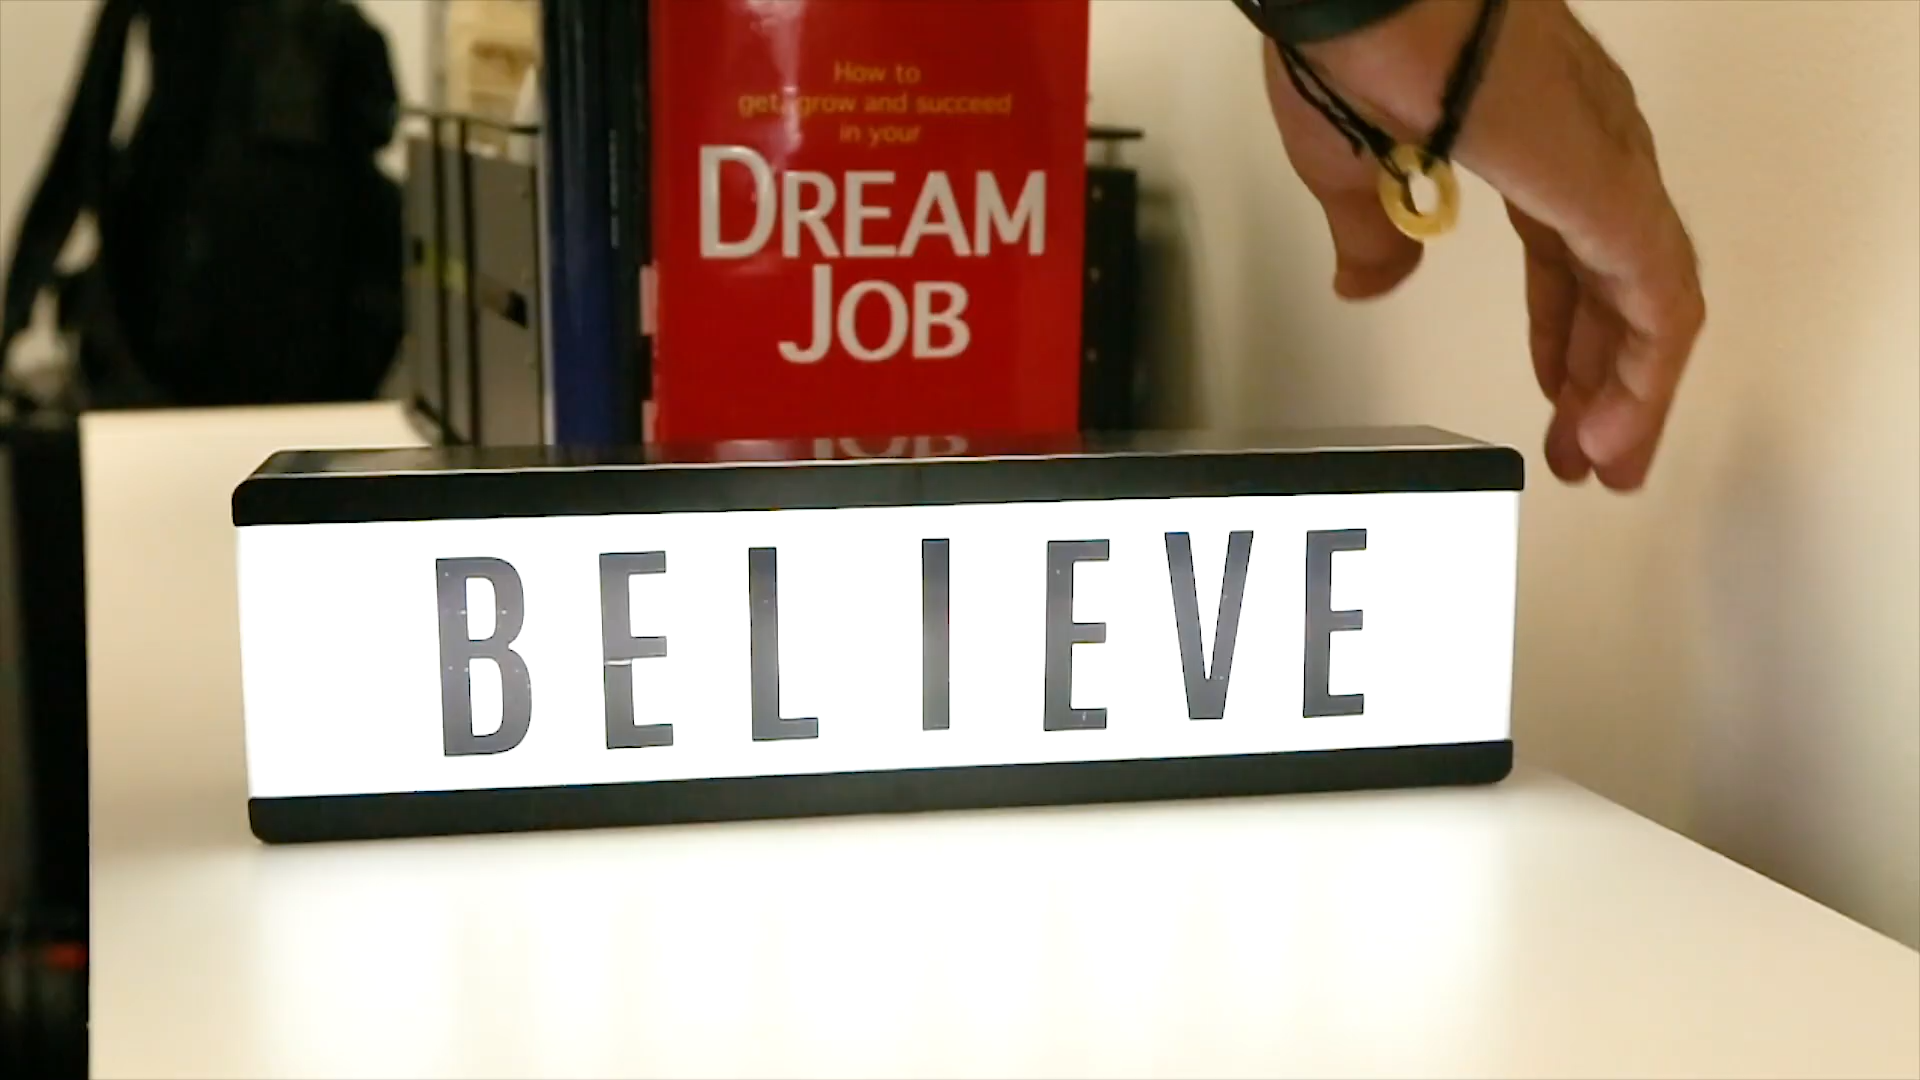 How to
get, grow and succeed
in your
DREAM
JOB
BELIEVE